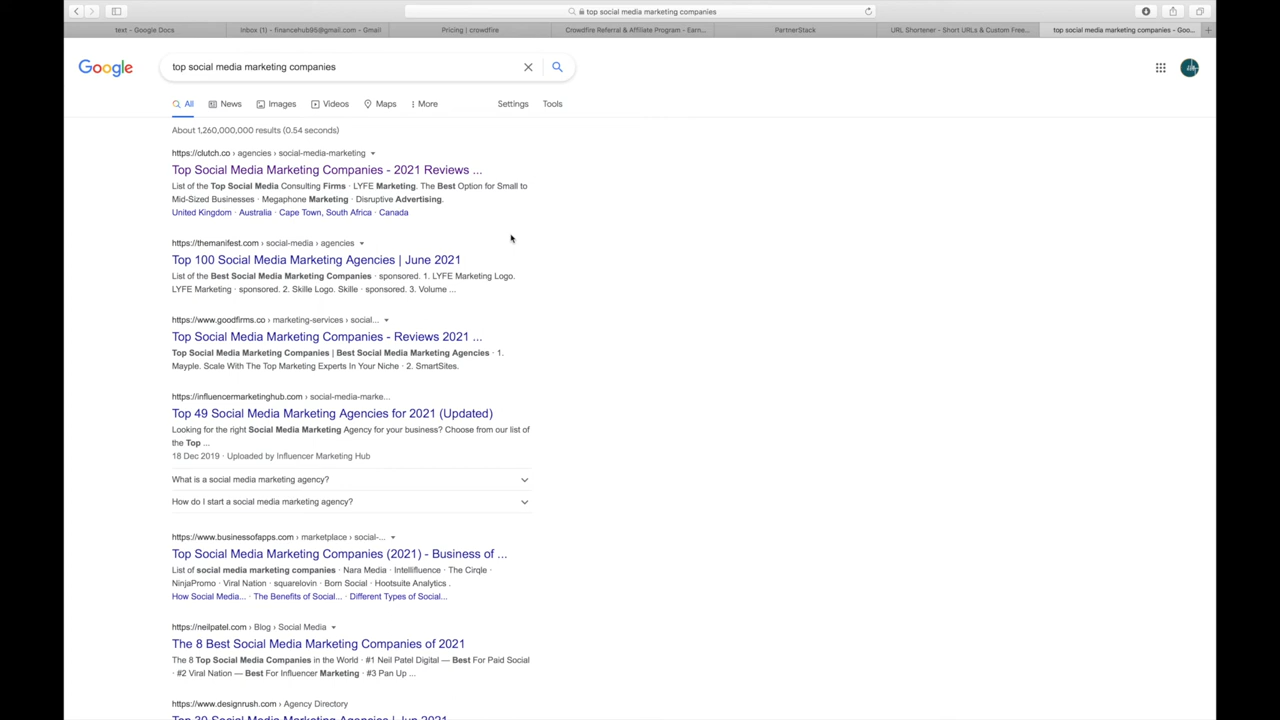 top social media marketing companies
text - Google Docs
Inbox (1) - financehub95@gmail.com - Gmail
Pricing | crowdfire
Crowdfire Referral & Affiliate Program - Earn...
PartnerStack
URL Shortener - Short URLs & Custom Free...
top social media marketing companies - Goo...
Google
top social media marketing companies
All
News
Images
Videos
Maps
More
Settings
Tools
About 1,260,000,000 results (0.54 seconds)
https://clutch.co › agencies › social-media-marketing
Top Social Media Marketing Companies - 2021 Reviews ...
List of the Top Social Media Consulting Firms · LYFE Marketing. The Best Option for Small to
Mid-Sized Businesses · Megaphone Marketing · Disruptive Advertising.
United Kingdom · Australia · Cape Town, South Africa · Canada
https://themanifest.com › social-media › agencies
Top 100 Social Media Marketing Agencies | June 2021
List of the Best Social Media Marketing Companies · sponsored. 1. LYFE Marketing Logo.
LYFE Marketing · sponsored. 2. Skille Logo. Skille · sponsored. 3. Volume ...
https://www.goodfirms.co › marketing-services › social...
Top Social Media Marketing Companies - Reviews 2021 ...
Top Social Media Marketing Companies | Best Social Media Marketing Agencies · 1.
Mayple. Scale With The Top Marketing Experts In Your Niche · 2. SmartSites.
https://influencermarketinghub.com › social-media-marke...
Top 49 Social Media Marketing Agencies for 2021 (Updated)
Looking for the right Social Media Marketing Agency for your business? Choose from our list of
the Top ...
18 Dec 2019 · Uploaded by Influencer Marketing Hub
What is a social media marketing agency?
How do I start a social media marketing agency?
https://www.businessofapps.com › marketplace › social-...
Top Social Media Marketing Companies (2021) - Business of ...
List of social media marketing companies · Nara Media · Intellifluence · The Cirqle ·
NinjaPromo · Viral Nation · squarelovin · Born Social · Hootsuite Analytics .
How Social Media... · The Benefits of Social... · Different Types of Social...
https://neilpatel.com › Blog › Social Media
The 8 Best Social Media Marketing Companies of 2021
The 8 Top Social Media Companies in the World · #1 Neil Patel Digital — Best For Paid Social
· #2 Viral Nation — Best For Influencer Marketing · #3 Pan Up ...
https://www.designrush.com › Agency Directory
Top 30 Social Media Marketing Agencies | Jun 2021